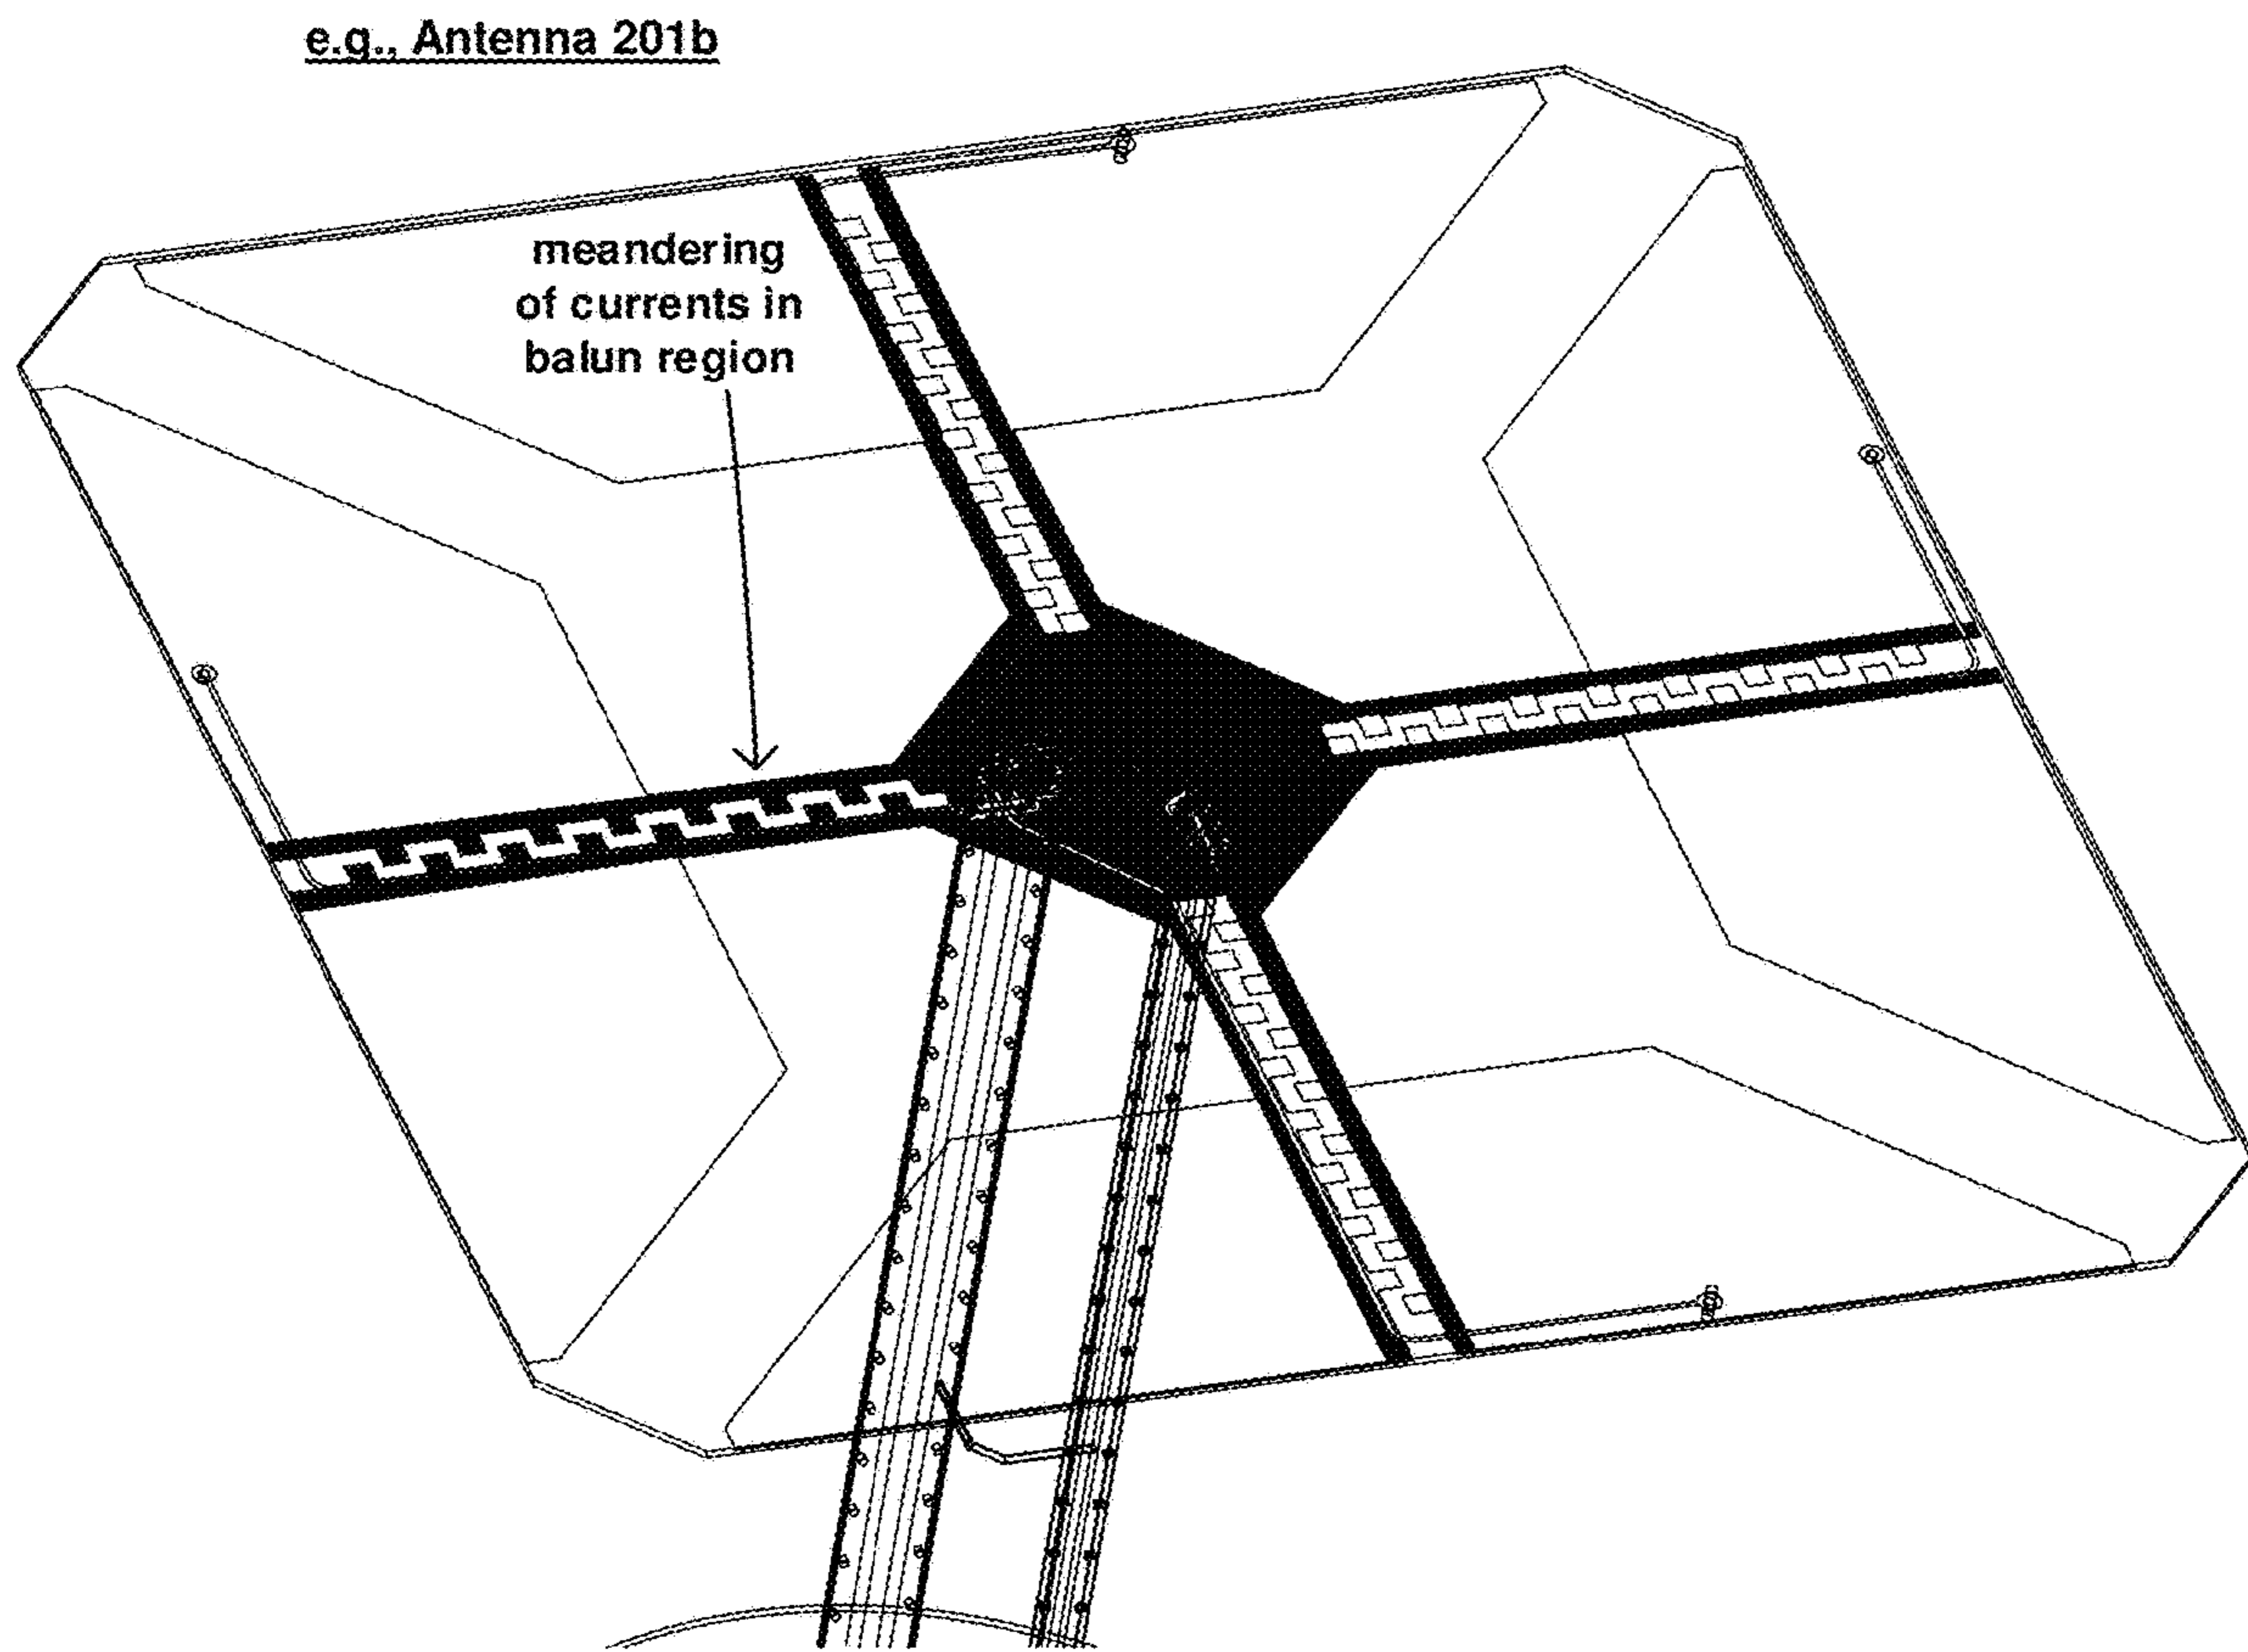 e.g., Antenna 201b
meandering
of currents in
balun region